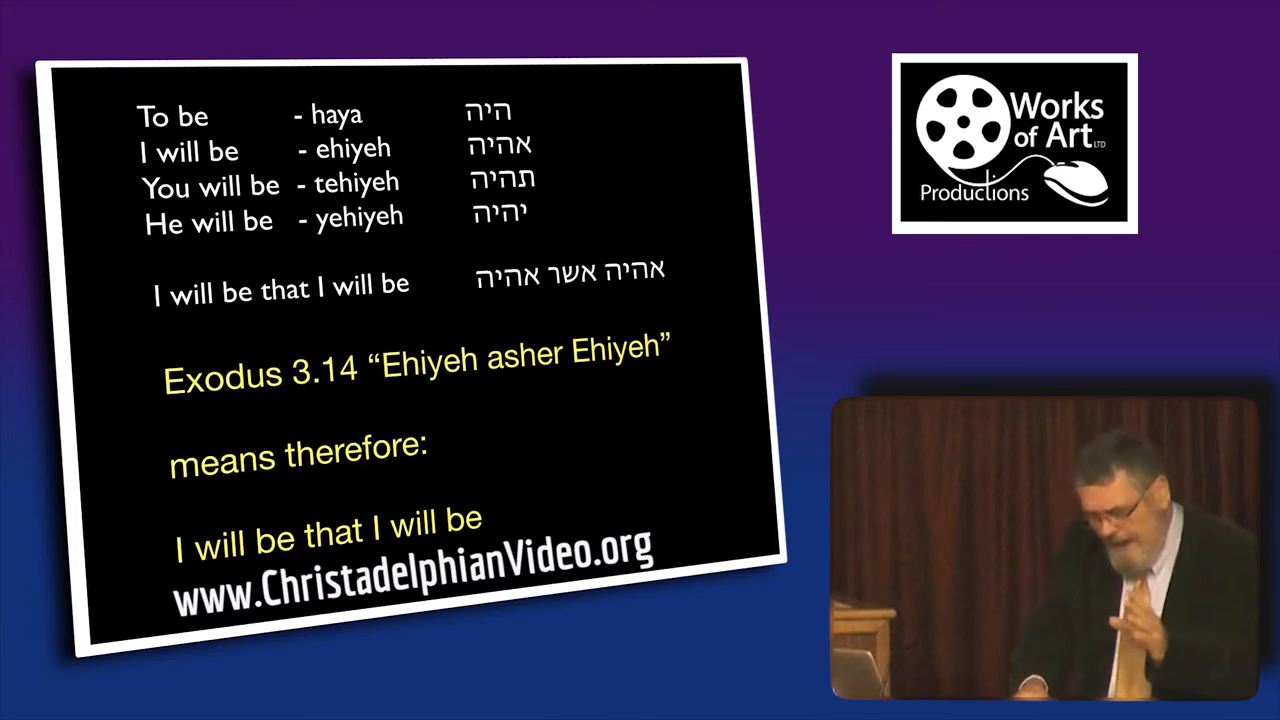 To be - haya היה
I will be - ehiyeh אהיה
You will be - tehiyeh תהיה
He will be - yehiyeh יהיה
I will be that I will be אהיה אשר אהיה
Exodus 3.14 “Ehiyeh asher Ehiyeh”
means therefore:
I will be that I will be
www.ChristadelphianVideo.org
Works
of Art LTD
Productions